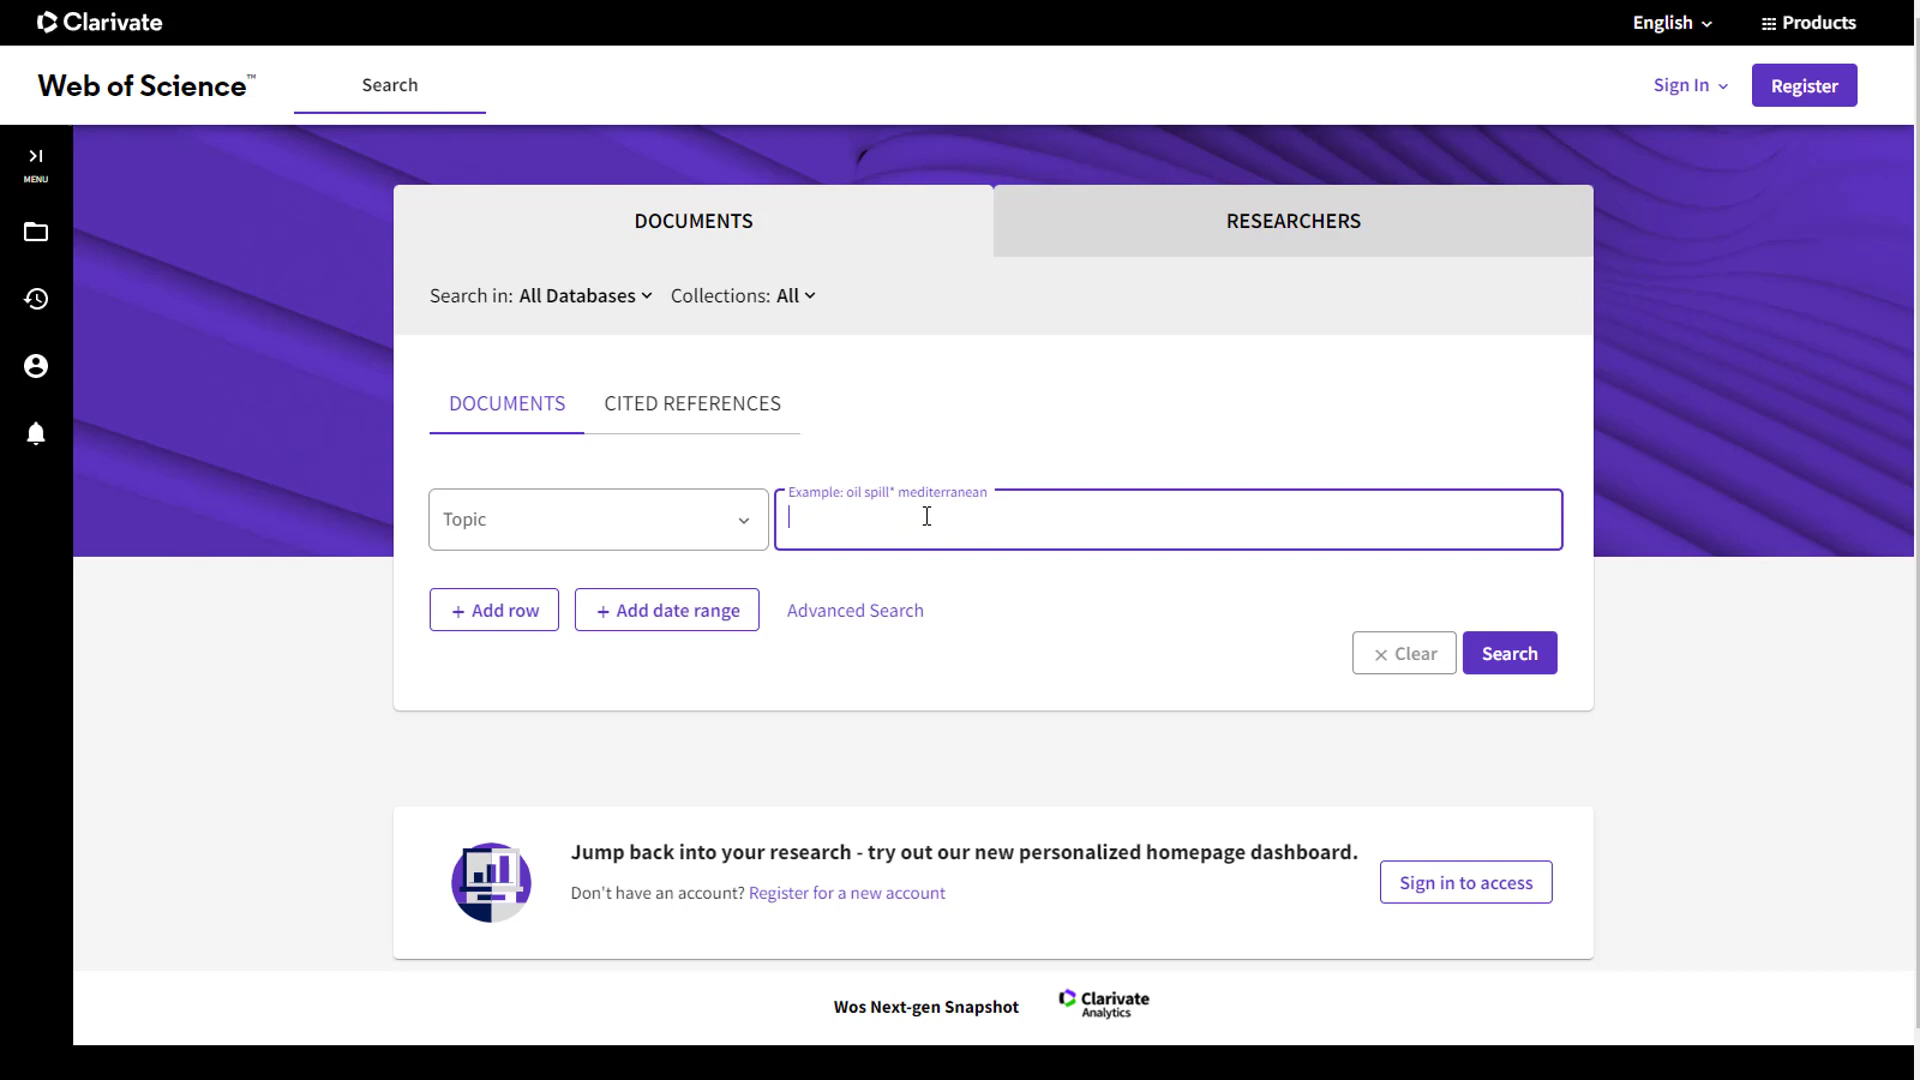 Clarivate
English
Products
Web of Science™
Search
Sign In
Register
MENU
DOCUMENTS
RESEARCHERS
Search in: All Databases
Collections: All
DOCUMENTS
CITED REFERENCES
Topic
Example: oil spill* mediterranean
+ Add row
+ Add date range
Advanced Search
× Clear
Search
Jump back into your research - try out our new personalized homepage dashboard.
Don't have an account? Register for a new account
Sign in to access
Wos Next-gen Snapshot
Clarivate
Analytics